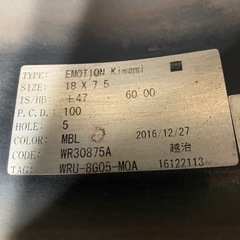 TYPE: EMOTION Kiwami
SIZE: 18 X 7 5
IS/HB: +47 60.00
P.C.D: 100
HOLE: 5
COLOR: MBL 2016/12/27
CODE: WR30875A 越治
TAG: WRU-8G05-MOA 16122113